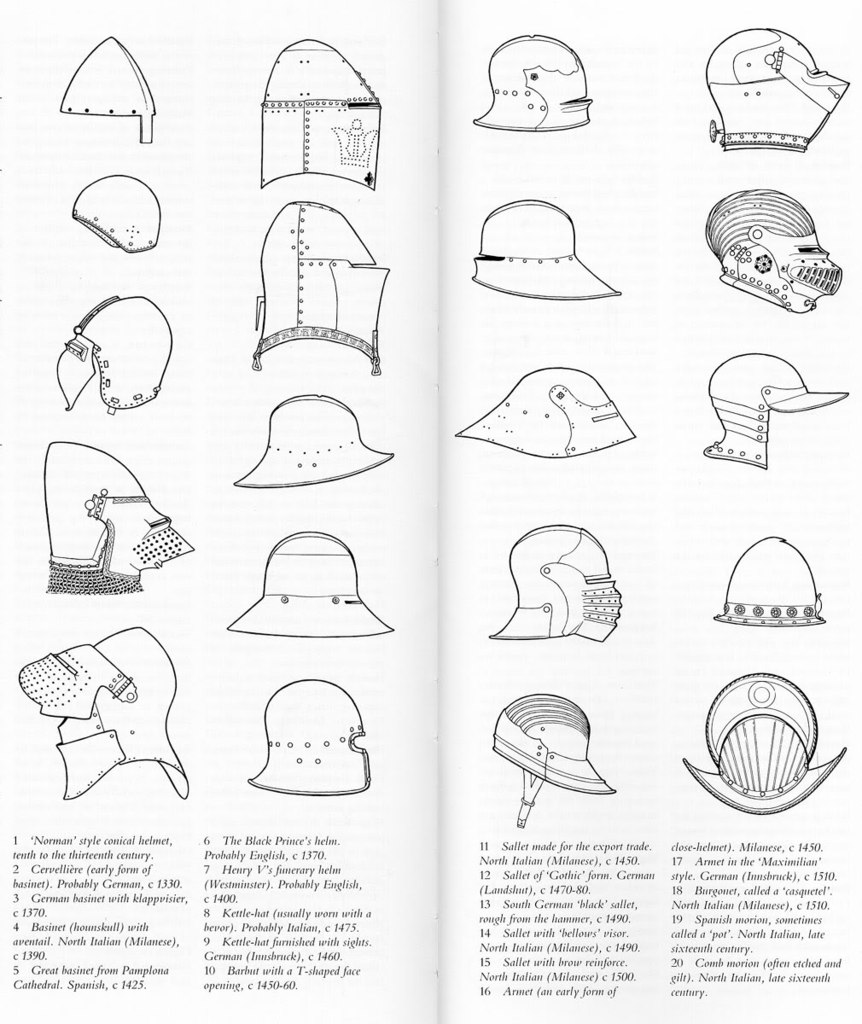 1 'Norman' style conical helmet,
tenth to the thirteenth century.
2 Cervellière (early form of
basinet). Probably German, c 1330.
3 German basinet with klappvisier,
c 1370.
4 Basinet (hounskull) with
aventail. North Italian (Milanese),
c 1390.
5 Great basinet from Pamplona
Cathedral. Spanish, c 1425.
6 The Black Prince's helm.
Probably English, c 1370.
7 Henry V's funerary helm
(Westminster). Probably English,
c 1400.
8 Kettle-hat (usually worn with a
bevor). Probably Italian, c 1475.
9 Kettle-hat furnished with sights.
German (Innsbruck), c 1460.
10 Barbut with a T-shaped face
opening, c 1450-60.
11 Sallet made for the export trade.
North Italian (Milanese), c 1450.
12 Sallet of 'Gothic' form. German
(Landshut), c 1470-80.
13 South German 'black' sallet,
rough from the hammer, c 1490.
14 Sallet with 'bellows' visor.
North Italian (Milanese), c 1490.
15 Sallet with brow reinforce.
North Italian (Milanese) c 1500.
16 Armet (an early form of
close-helmet). Milanese, c 1450.
17 Armet in the 'Maximilian'
style. German (Innsbruck), c 1510.
18 Burgonet, called a 'casquetel'.
North Italian (Milanese), c 1510.
19 Spanish morion, sometimes
called a 'pot'. North Italian, late
sixteenth century.
20 Comb morion (often etched and
gilt). North Italian, late sixteenth
century.